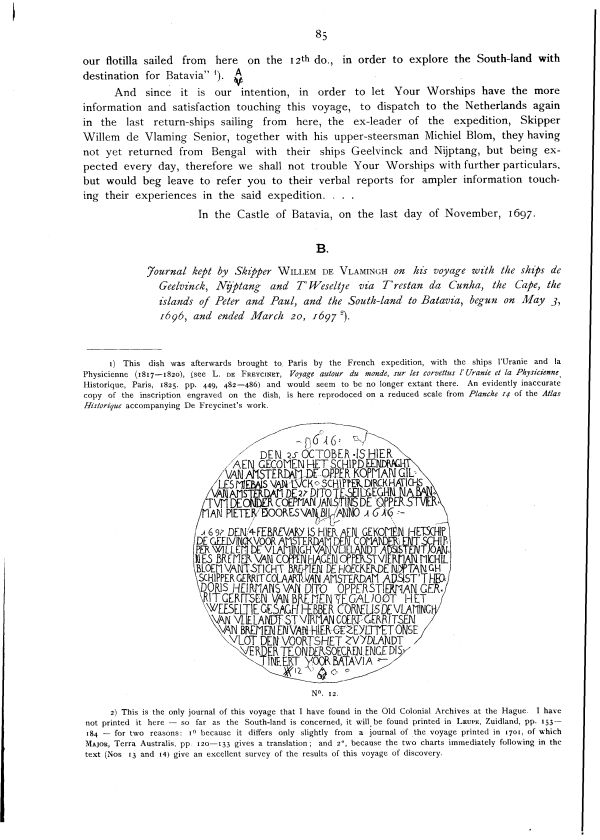 85
our flotilla sailed from here on the 12th do., in order to explore the South-land with
destination for Batavia" ¹).
And since it is our intention, in order to let Your Worships have the more
information and satisfaction touching this voyage, to dispatch to the Netherlands again
in the last return-ships sailing from here, the ex-leader of the expedition, Skipper
Willem de Vlaming Senior, together with his upper-steersman Michiel Blom, they having
not yet returned from Bengal with their ships Geelvinck and Nijptang, but being ex-
pected every day, therefore we shall not trouble Your Worships with further particulars,
but would beg leave to refer you to their verbal reports for ampler information touch-
ing their experiences in the said expedition. . . .
In the Castle of Batavia, on the last day of November, 1697.
B.
Journal kept by Skipper WILLEM DE VLAMINGH on his voyage with the ships de
Geelvinck, Nijptang and T'Weseltje via Trestan da Cunha, the Cape, the
islands of Peter and Paul, and the South-land to Batavia, begun on May 3,
1696, and ended March 20, 1697 ²).
1) This dish was afterwards brought to Paris by the French expedition, with the ships l'Uranie and la
Physicienne (1817—1820), (see L. DE FREYCINET, Voyage autour du monde, sur les corvettus l'Uranie et la Physicienne,
Historique, Paris, 1825. pp. 449, 482—486) and would seem to be no longer extant there. An evidently inaccurate
copy of the inscription engraved on the dish, is here reprodoced on a reduced scale from Planche 14 of the Atlas
Historique accompanying De Freycinet's work.
1616
DEN 25 OCTOBER · IS HIER
AEN GECOMEN HET SCHIP DEENDRAGHT
VAN AMSTERDAM DE OPPER KOPMAN GIL-
LES MIEBAIS VAN LVCK SCHIPPER DIRCK HATICHS
VAN AMSTERDAM DE 27 DITO TE SEIL GEGHN NA BAN-
TVM DE ONDER COEPMAN JANSTINS DE OPPER STVIER-
MAN PIETER DOORES VAN BIL ANNO 1616
1697 DEN 4 FEBREVARY IS HIER AEN GEKOMEN HET SCHIP
DE GEELVINCK VOOR AMSTERDAM DEN COMANDER ENT SCHIP
PER WILLEM DE VLAMINGH VAN VLIELANDT ADSISTENT JOAN
NES BREMER VAN COPPENHAGEN OPPERSTVIERMAN MICHIL
BLOEM VANT STICHT BREMEN DE HOECKER DE NOPTANGH
SCHIPPER GERRIT COLAART VAN AMSTERDAM ADSIST THEO
DORIS HEIRMANS VAN DITO OPPERSTIERMAN GER
RIT GERITSEN VAN BREMEN TE GALJOOT HET
WEESELTIE GESAGH HEBBER CORNELIS DE VLAMINGH
VAN VLIELANDT STVIRMAN COERT GERRITSEN
VAN BREMEN EN VAN HIER GEZEYLT MET ONSE
VLOT DEN VOORTS HET ZVYDLANDT
VERDER TE ONDERSOECKEN EN GEDIS
TINEERT VOOR BATAVIA
12
Nº. 12.
2) This is the only journal of this voyage that I have found in the Old Colonial Archives at the Hague. I have
not printed it here — so far as the South-land is concerned, it will be found printed in LEUPE, Zuidland, pp. 153—
184 — for two reasons: 1º because it differs only slightly from a journal of the voyage printed in 1701, of which
MAJOR, Terra Australis, pp. 120—133 gives a translation; and 2º, because the two charts immediately following in the
text (Nos 13 and 14) give an excellent survey of the results of this voyage of discovery.